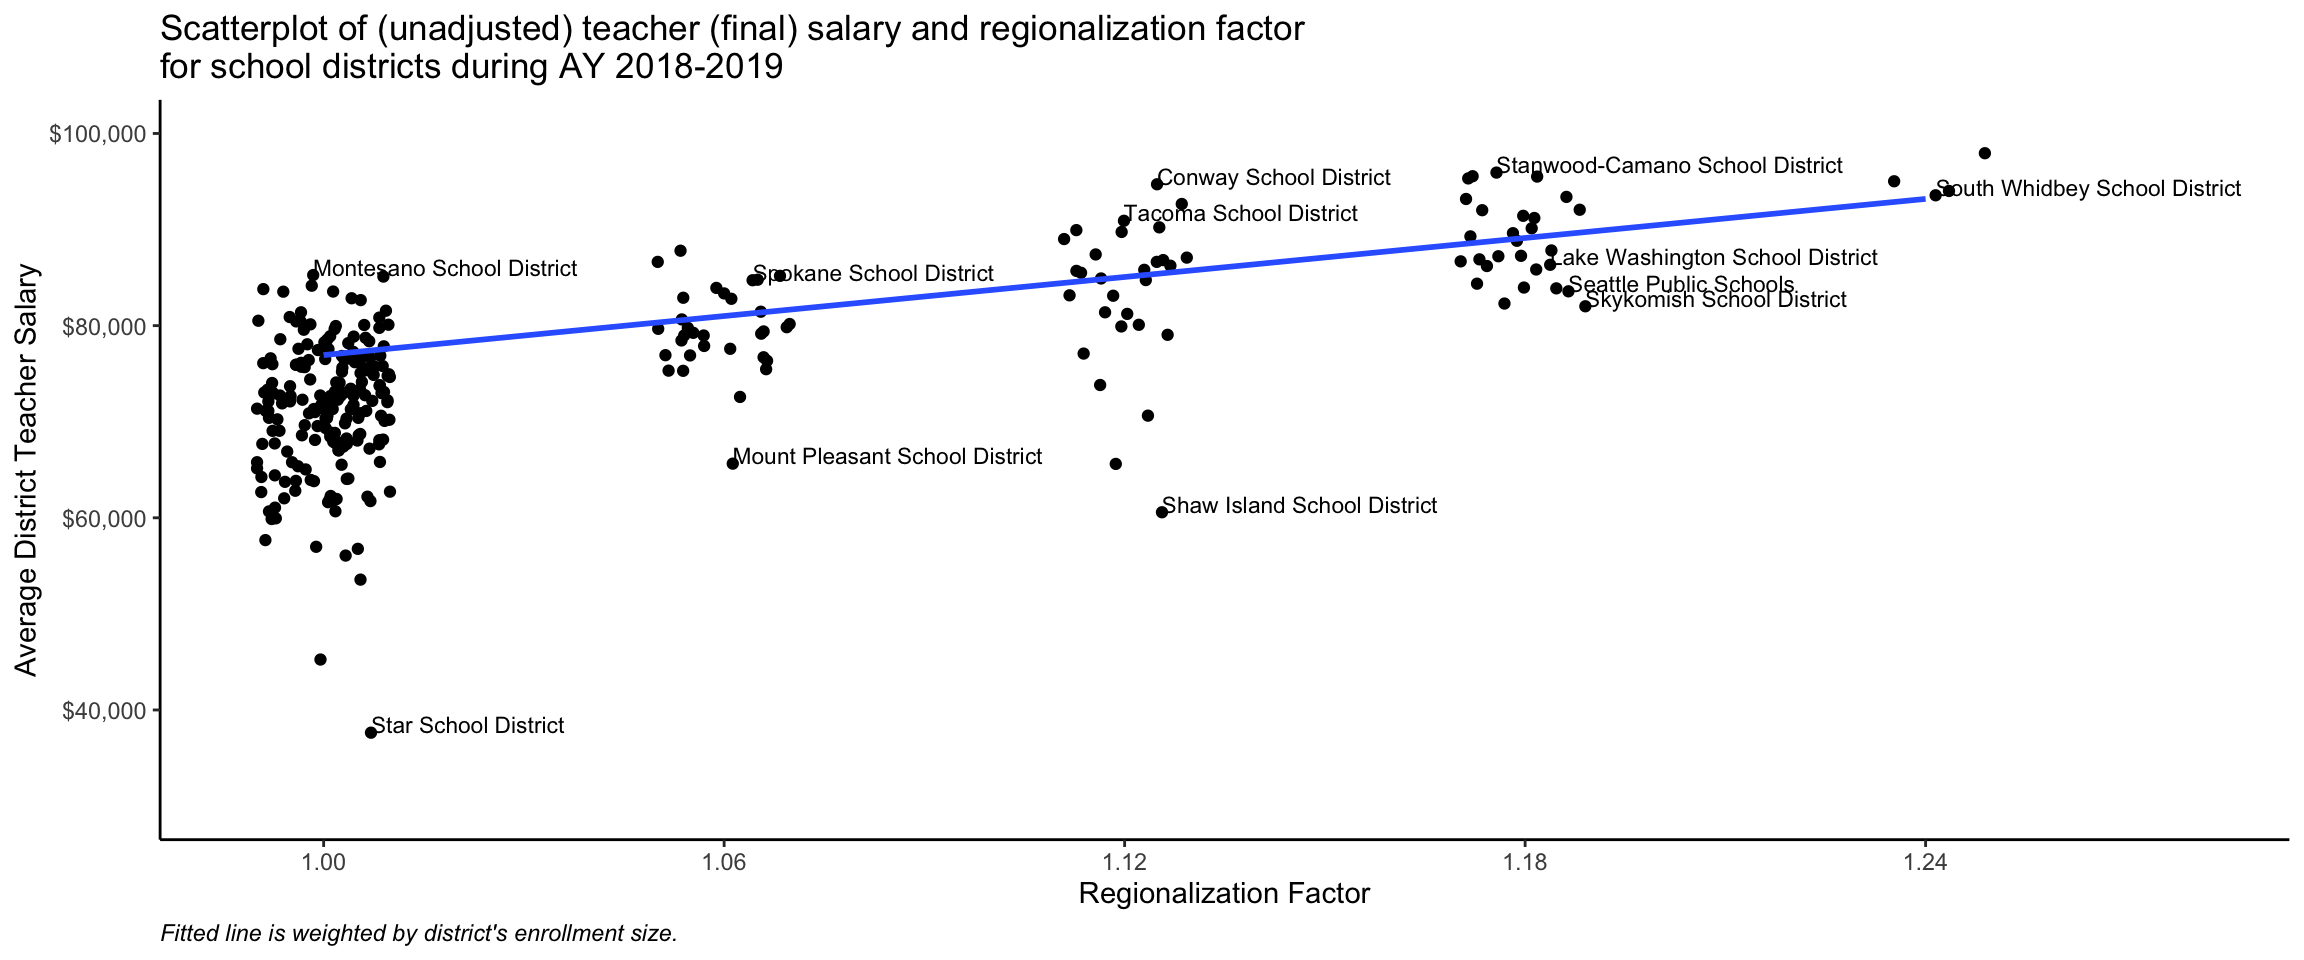 Scatterplot of (unadjusted) teacher (final) salary and regionalization factor
for school districts during AY 2018-2019
Average District Teacher Salary
$100,000
$80,000
$60,000
$40,000
Stanwood-Camano School District
Conway School District
South Whidbey School District
Tacoma School District
Montesano School District
Spokane School District
Lake Washington School District
Seattle Public Schools
Skykomish School District
Mount Pleasant School District
Shaw Island School District
Star School District
1.00
1.06
1.12
1.18
1.24
Regionalization Factor
Fitted line is weighted by district's enrollment size.